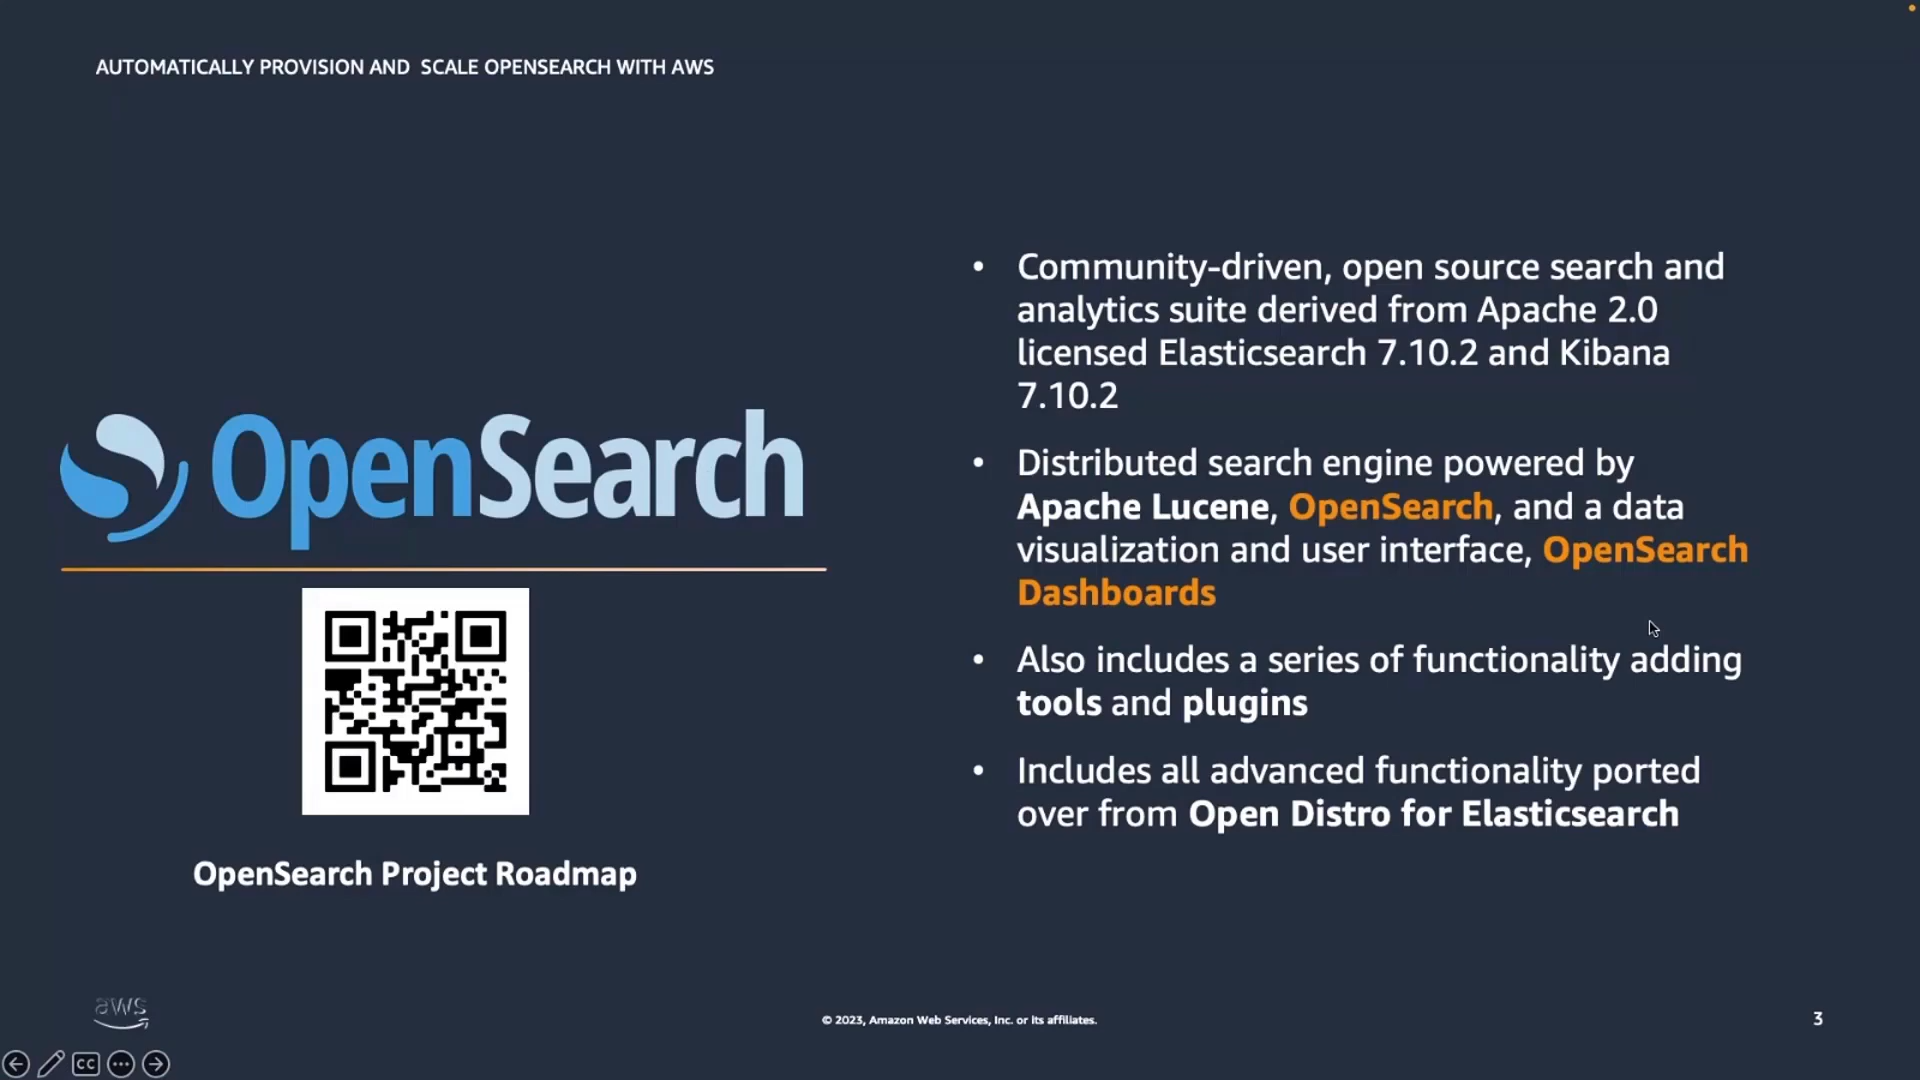 AUTOMATICALLY PROVISION AND SCALE OPENSEARCH WITH AWS
OpenSearch
OpenSearch Project Roadmap
• Community-driven, open source search and
analytics suite derived from Apache 2.0
licensed Elasticsearch 7.10.2 and Kibana
7.10.2
• Distributed search engine powered by
Apache Lucene, OpenSearch, and a data
visualization and user interface, OpenSearch
Dashboards
• Also includes a series of functionality adding
tools and plugins
• Includes all advanced functionality ported
over from Open Distro for Elasticsearch
aws
© 2023, Amazon Web Services, Inc. or its affiliates.
3
CC